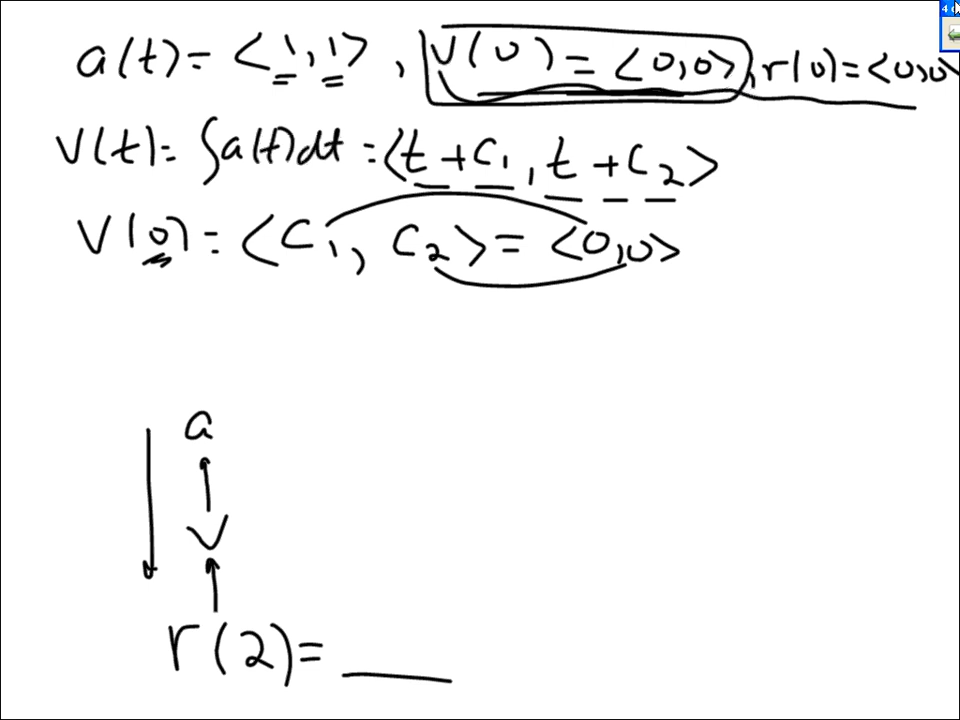 a(t) = <1,1>, v(0) = <0,0>, r(0) = <0,0>
v(t) = ∫a(t)dt = <t + c₁, t + c₂>
v(0) = <c₁, c₂> = <0,0>
a
v
r(2) = ___